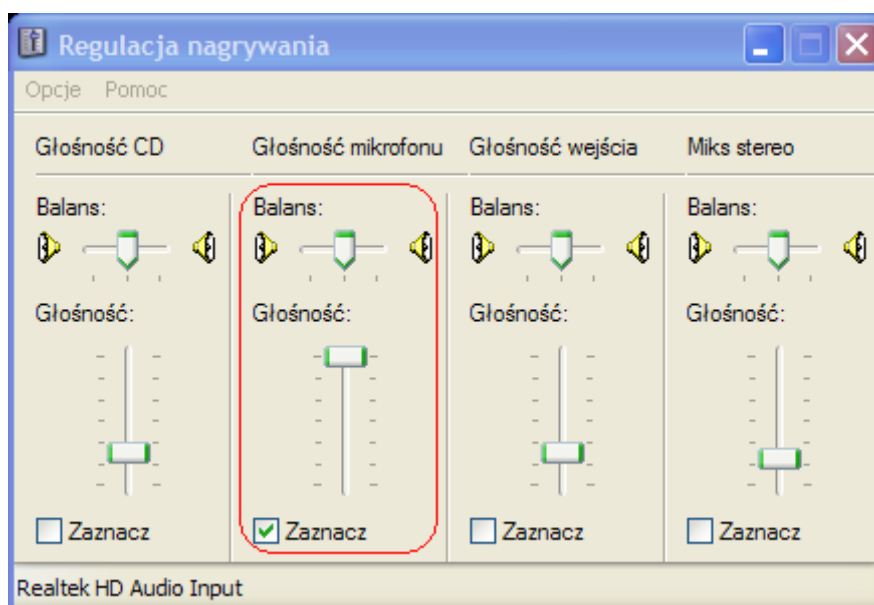 Regulacja nagrywania
Opcje Pomoc
Głośność CD Głośność mikrofonu Głośność wejścia Miks stereo
Balans: Balans: Balans: Balans:
Głośność: Głośność: Głośność: Głośność:
Zaznacz Zaznacz Zaznacz Zaznacz
Realtek HD Audio Input